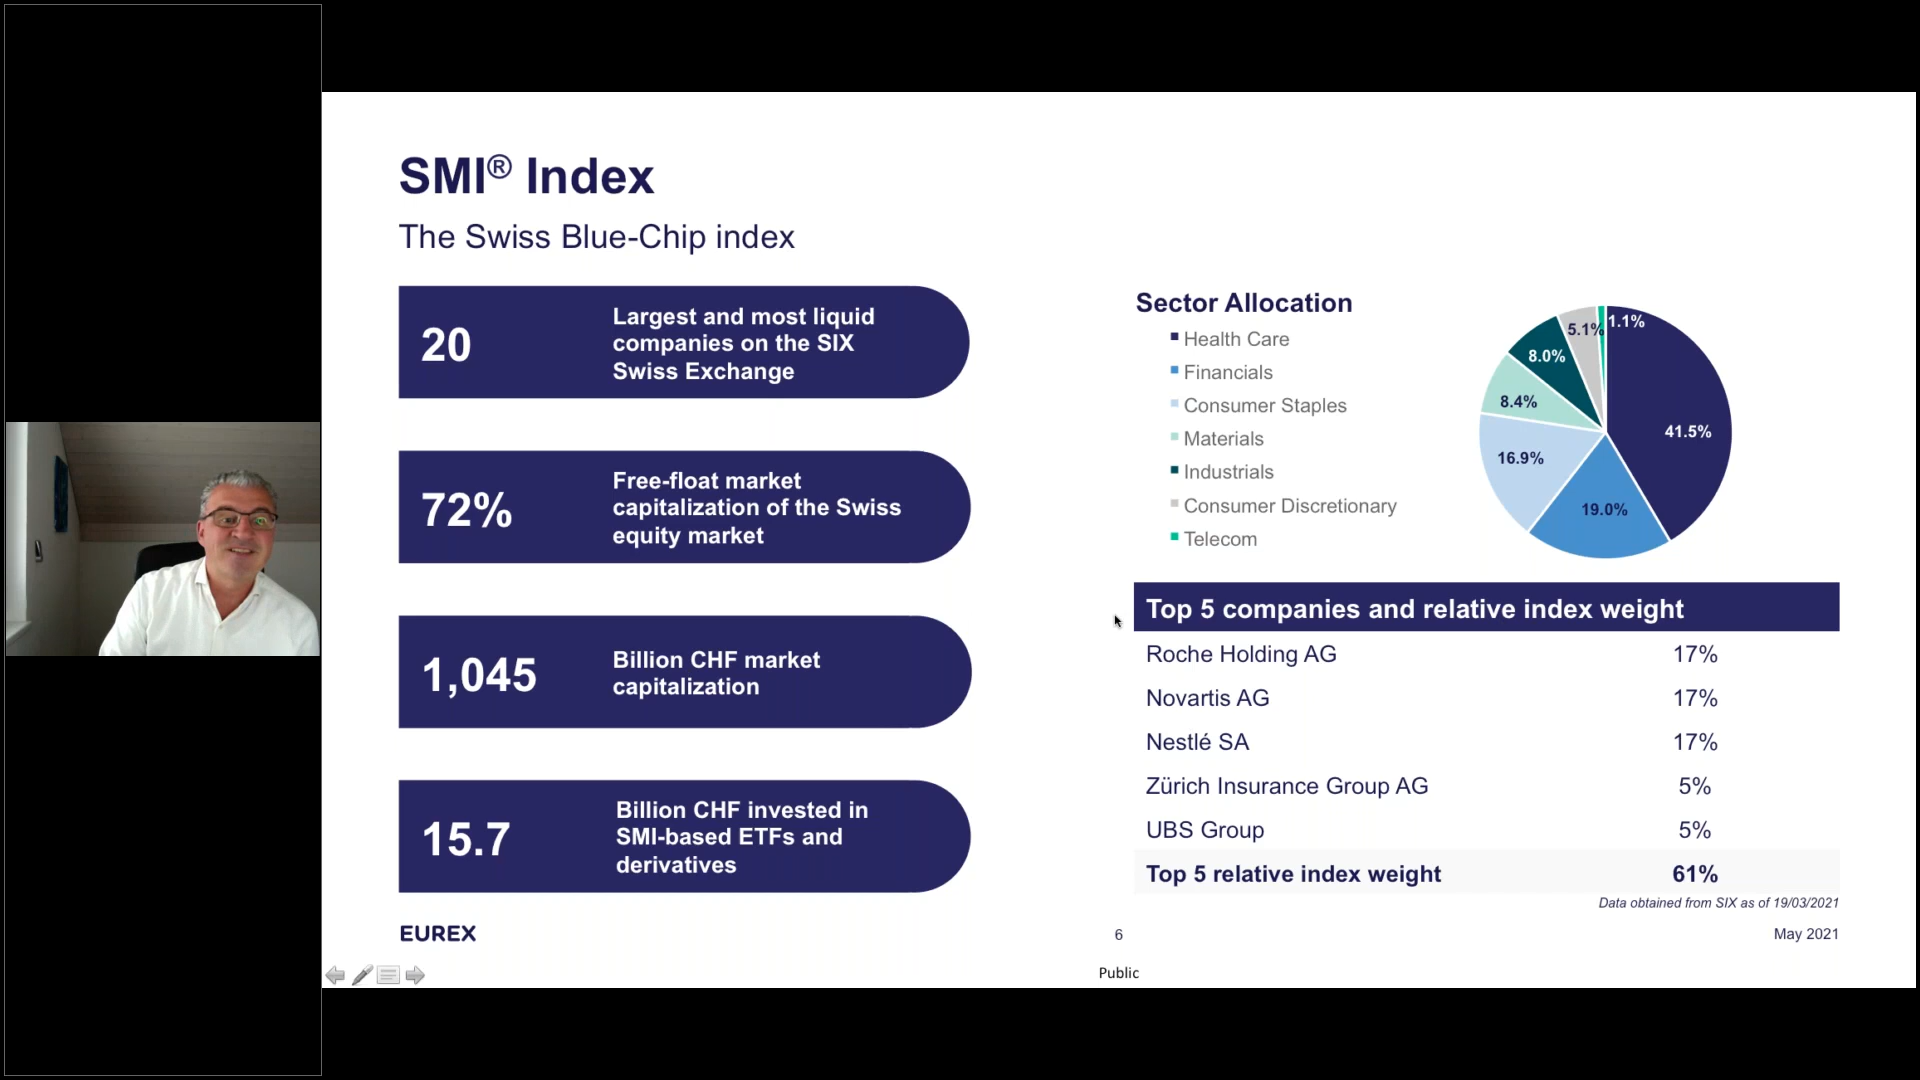 SMI® Index
The Swiss Blue-Chip index
20
Largest and most liquid
companies on the SIX
Swiss Exchange
72%
Free-float market
capitalization of the Swiss
equity market
1,045
Billion CHF market
capitalization
15.7
Billion CHF invested in
SMI-based ETFs and
derivatives
Sector Allocation
Health Care
Financials
Consumer Staples
Materials
Industrials
Consumer Discretionary
Telecom
1.1%
5.1%
8.0%
8.4%
41.5%
16.9%
19.0%
Top 5 companies and relative index weight
Roche Holding AG 17%
Novartis AG 17%
Nestlé SA 17%
Zürich Insurance Group AG 5%
UBS Group 5%
Top 5 relative index weight 61%
Data obtained from SIX as of 19/03/2021
EUREX
6
May 2021
Public